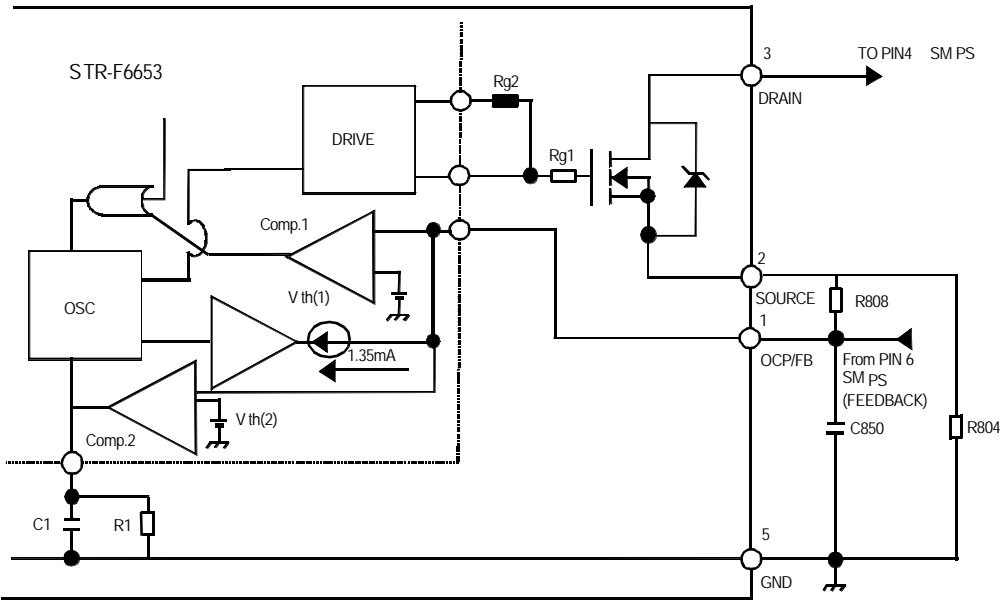 STR-F6653
3
TO PIN4 SM PS
DRAIN
Rg2
DRIVE
Rg1
Comp.1
2
SOURCE
R808
V th(1)
OSC
1
OCP/FB
1.35mA
From PIN 6
SM PS
(FEEDBACK)
V th(2)
C850
R804
Comp.2
C1
R1
5
GND